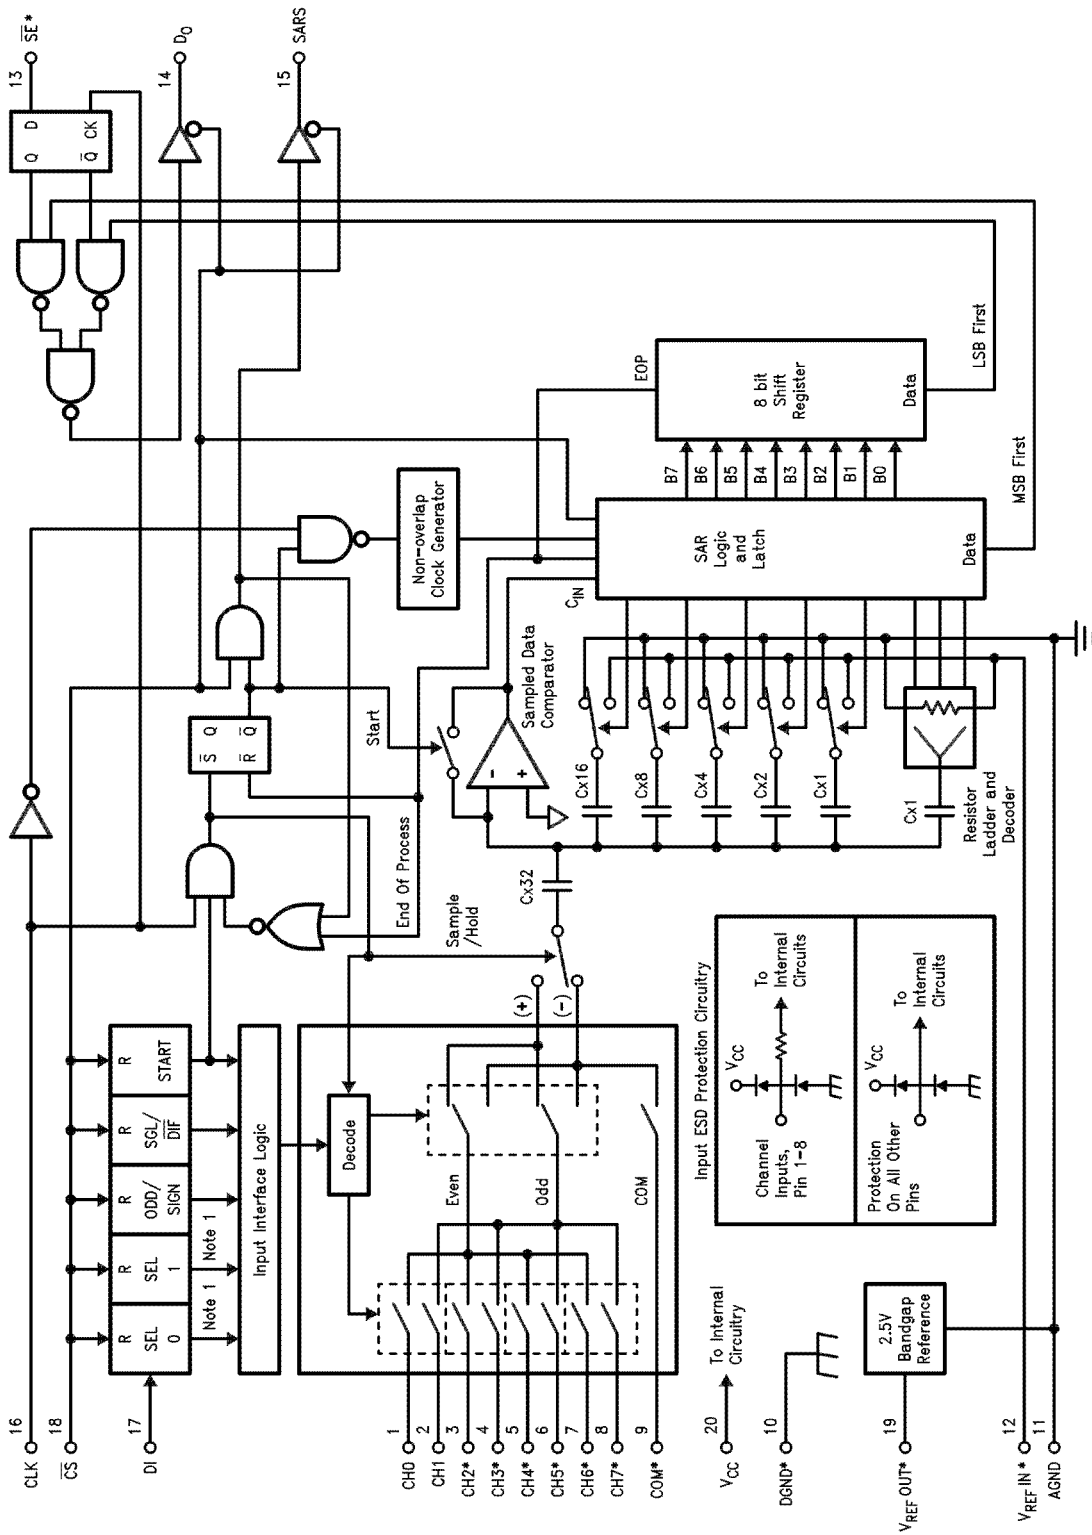 CLK
16
CS
18
DI
17
R
R
R
R
R
SEL
0
SEL
1
ODD/
SIGN
SGL/
DIF
START
Note 1
Note 1
Input Interface Logic
CH0
1
CH1
2
CH2*
3
CH3*
4
CH4*
5
CH5*
6
CH6*
7
CH7*
8
COM*
9
Decode
Even
Odd
COM
(+)
(-)
Sample
/Hold
End Of Process
Start
S
Q
R
Q
Non-overlap
Clock Generator
Sampled Data
Comparator
-
+
Cx32
Cx16
Cx8
Cx4
Cx2
Cx1
Cx1
Resistor
Ladder and
Decoder
CIN
SAR
Logic
and
Latch
Data
B7
B6
B5
B4
B3
B2
B1
B0
EOP
8 bit
Shift
Register
Data
LSB First
MSB First
Q
D
Q
CK
13
SE*
14
DO
15
SARS
VCC
20
To Internal
Circuitry
DGND*
10
VREF OUT*
19
2.5V
Bandgap
Reference
VREF IN*
12
AGND
11
Input ESD Protection Circuitry
Channel
Inputs,
Pin 1-8
VCC
To
Internal
Circuits
Protection
On All Other
Pins
VCC
To
Internal
Circuits